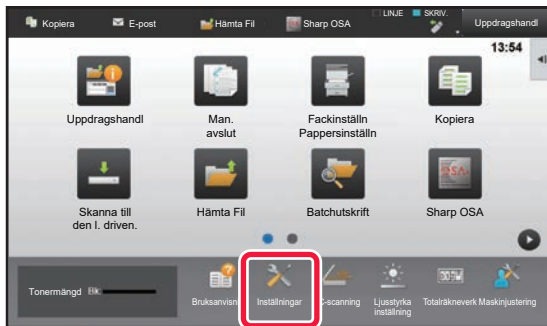 Kopiera
E-post
Hämta Fil
Sharp OSA
LINJE
SKRIV.
Uppdragshandl
13:54
Uppdragshandl
Man.
avslut
Fackinställn
Pappersinställn
Kopiera
Skanna till
den l. driven.
Hämta Fil
Batchutskrift
Sharp OSA
Tonermängd Bk
Bruksanvisn
Inställningar
-scanning
Ljusstyrka
inställning
Totalräkneverk
Maskinjustering